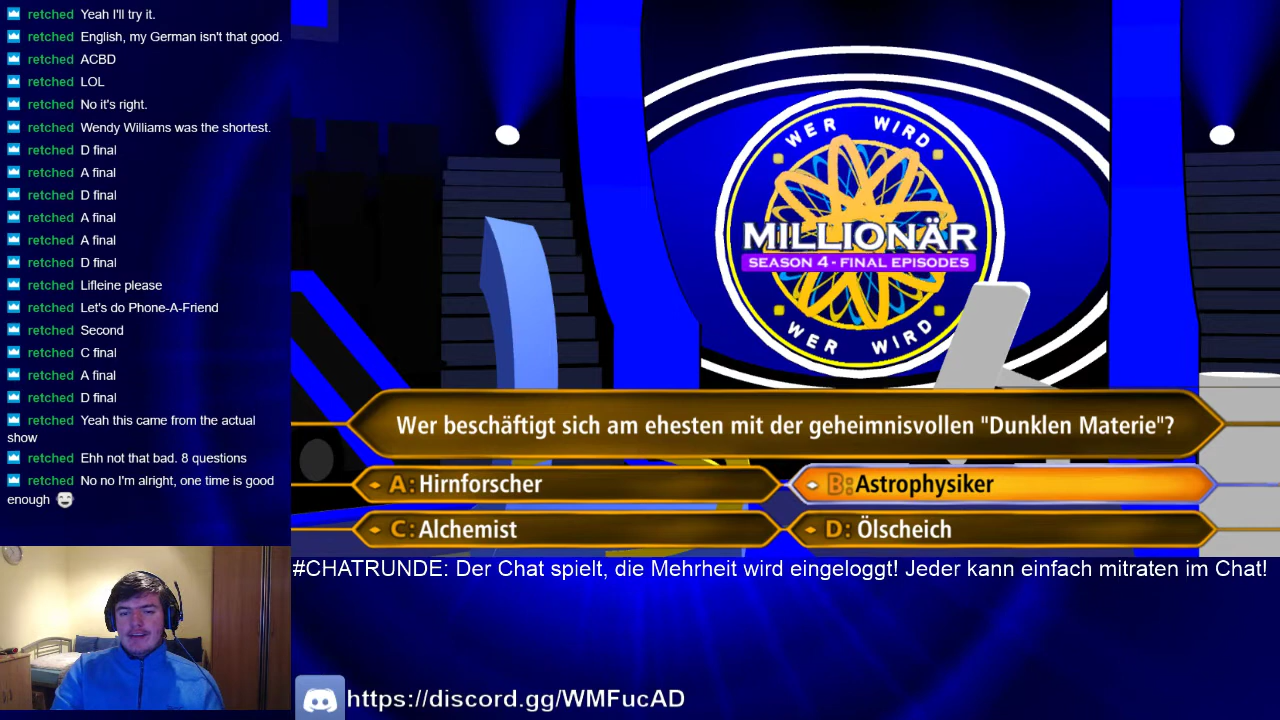 retched Yeah I'll try it.
retched English, my German isn't that good.
retched ACBD
retched LOL
retched No it's right.
retched Wendy Williams was the shortest.
retched D final
retched A final
retched D final
retched A final
retched A final
retched D final
retched Lifleine please
retched Let's do Phone-A-Friend
retched Second
retched C final
retched A final
retched D final
retched Yeah this came from the actual
show
retched Ehh not that bad. 8 questions
retched No no I'm alright, one time is good
enough
WER WIRD
MILLIONÄR
SEASON 4 - FINAL EPISODES
WER WIRD
Wer beschäftigt sich am ehesten mit der geheimnisvollen "Dunklen Materie"?
A: Hirnforscher
B: Astrophysiker
C: Alchemist
D: Ölscheich
#CHATRUNDE: Der Chat spielt, die Mehrheit wird eingeloggt! Jeder kann einfach mitraten im Chat!
https://discord.gg/WMFucAD